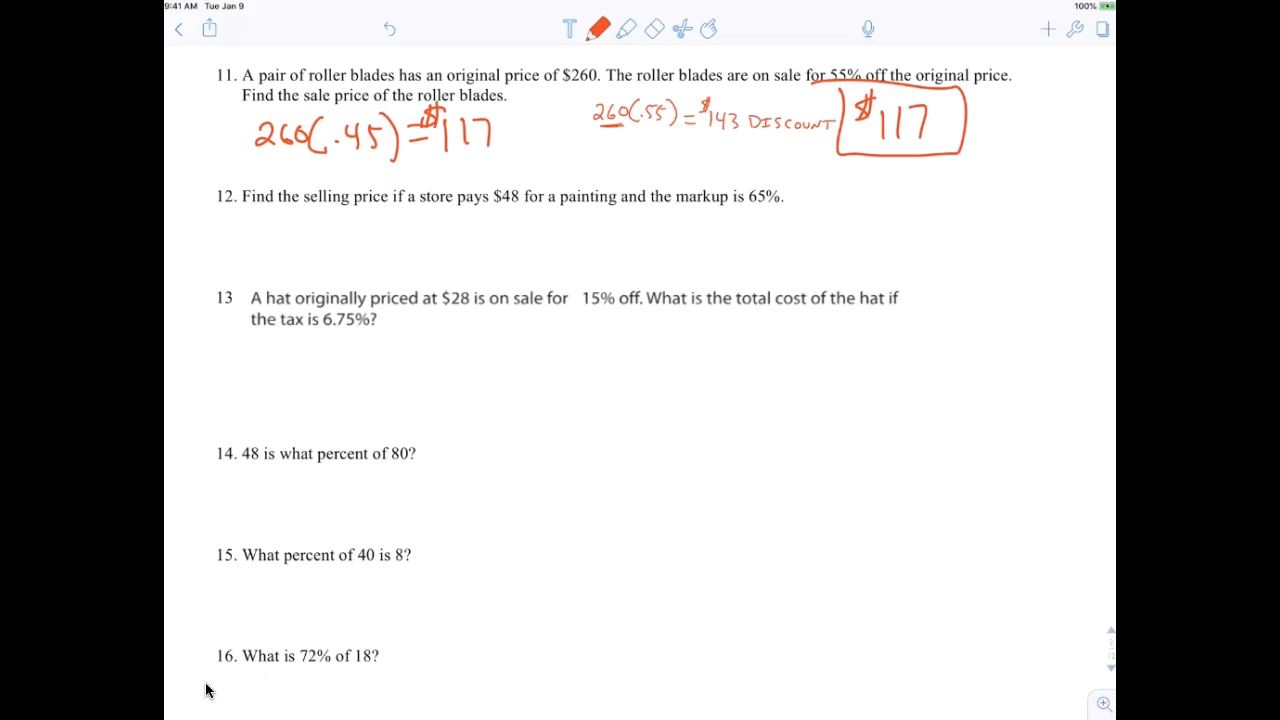 9:41 AM Tue Jan 9 100%
11. A pair of roller blades has an original price of $260. The roller blades are on sale for 55% off the original price.
Find the sale price of the roller blades.
260(.45) = $117
260(.55) = $143 DISCOUNT
$117
12. Find the selling price if a store pays $48 for a painting and the markup is 65%.
13 A hat originally priced at $28 is on sale for 15% off. What is the total cost of the hat if
the tax is 6.75%?
14. 48 is what percent of 80?
15. What percent of 40 is 8?
16. What is 72% of 18?